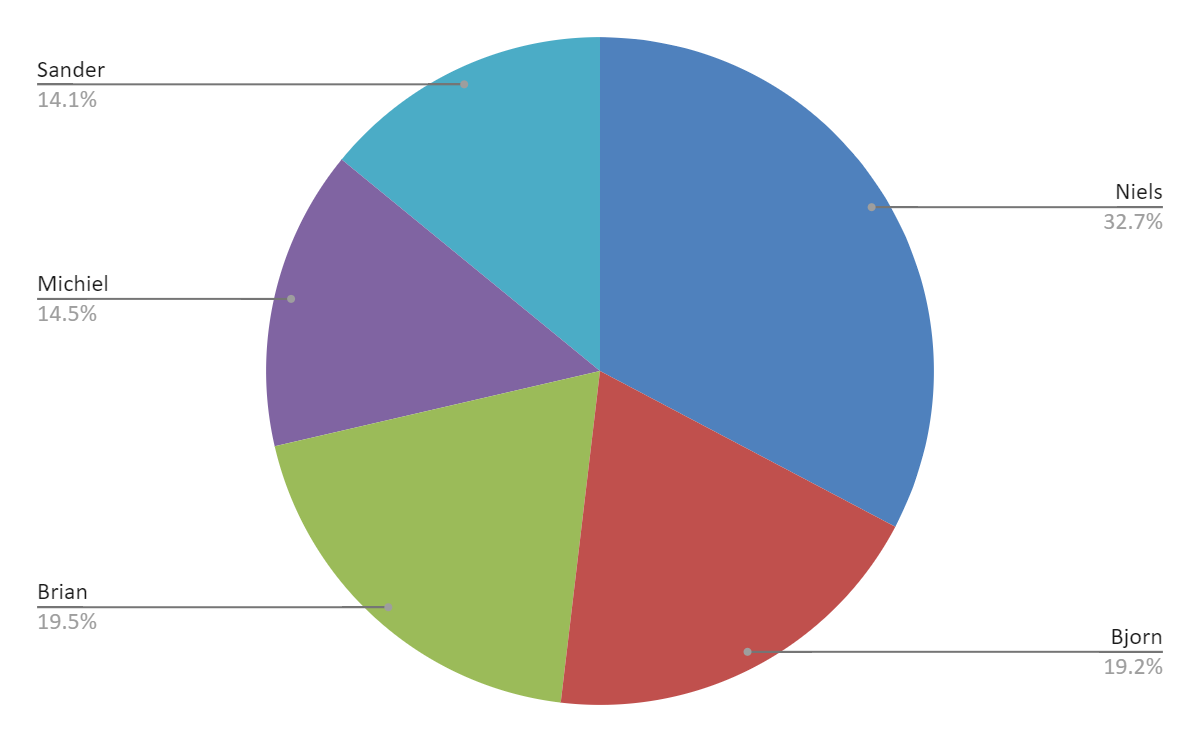 Sander
14.1%
Niels
32.7%
Michiel
14.5%
Brian
19.5%
Bjorn
19.2%